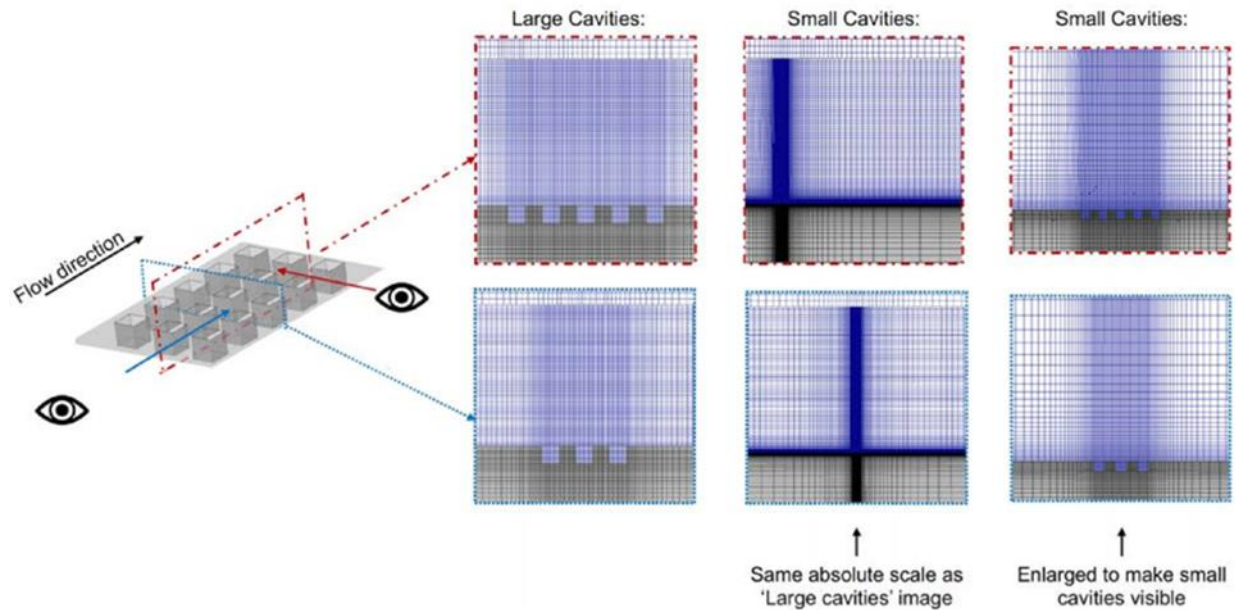 Large Cavities:
Small Cavities:
Small Cavities:
Flow direction
Same absolute scale as
'Large cavities' image
Enlarged to make small
cavities visible